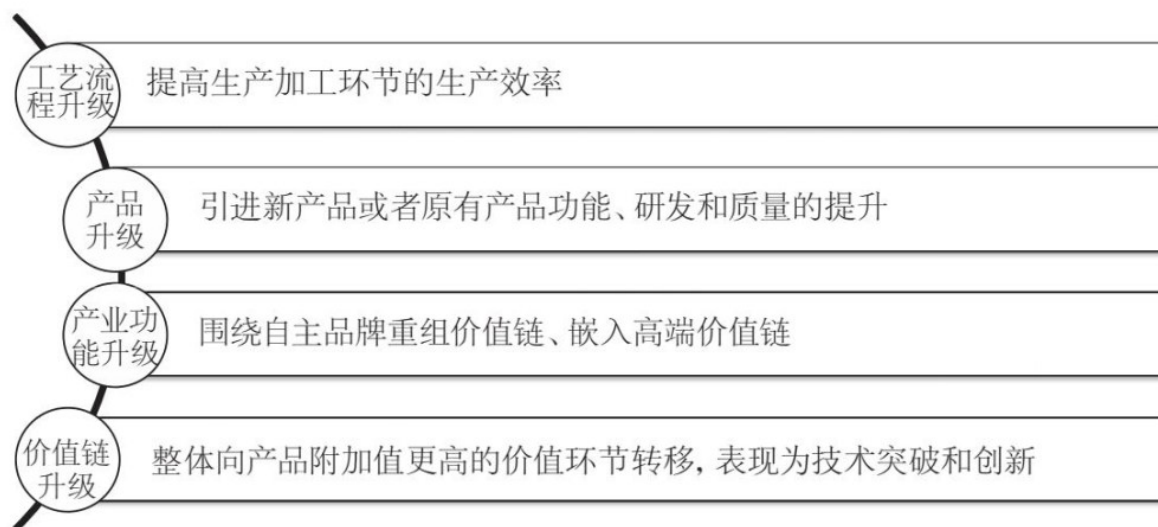 工艺流
程升级
提高生产加工环节的生产效率
产品
升级
引进新产品或者原有产品功能、研发和质量的提升
产业功
能升级
围绕自主品牌重组价值链、嵌入高端价值链
价值链
升级
整体向产品附加值更高的价值环节转移, 表现为技术突破和创新